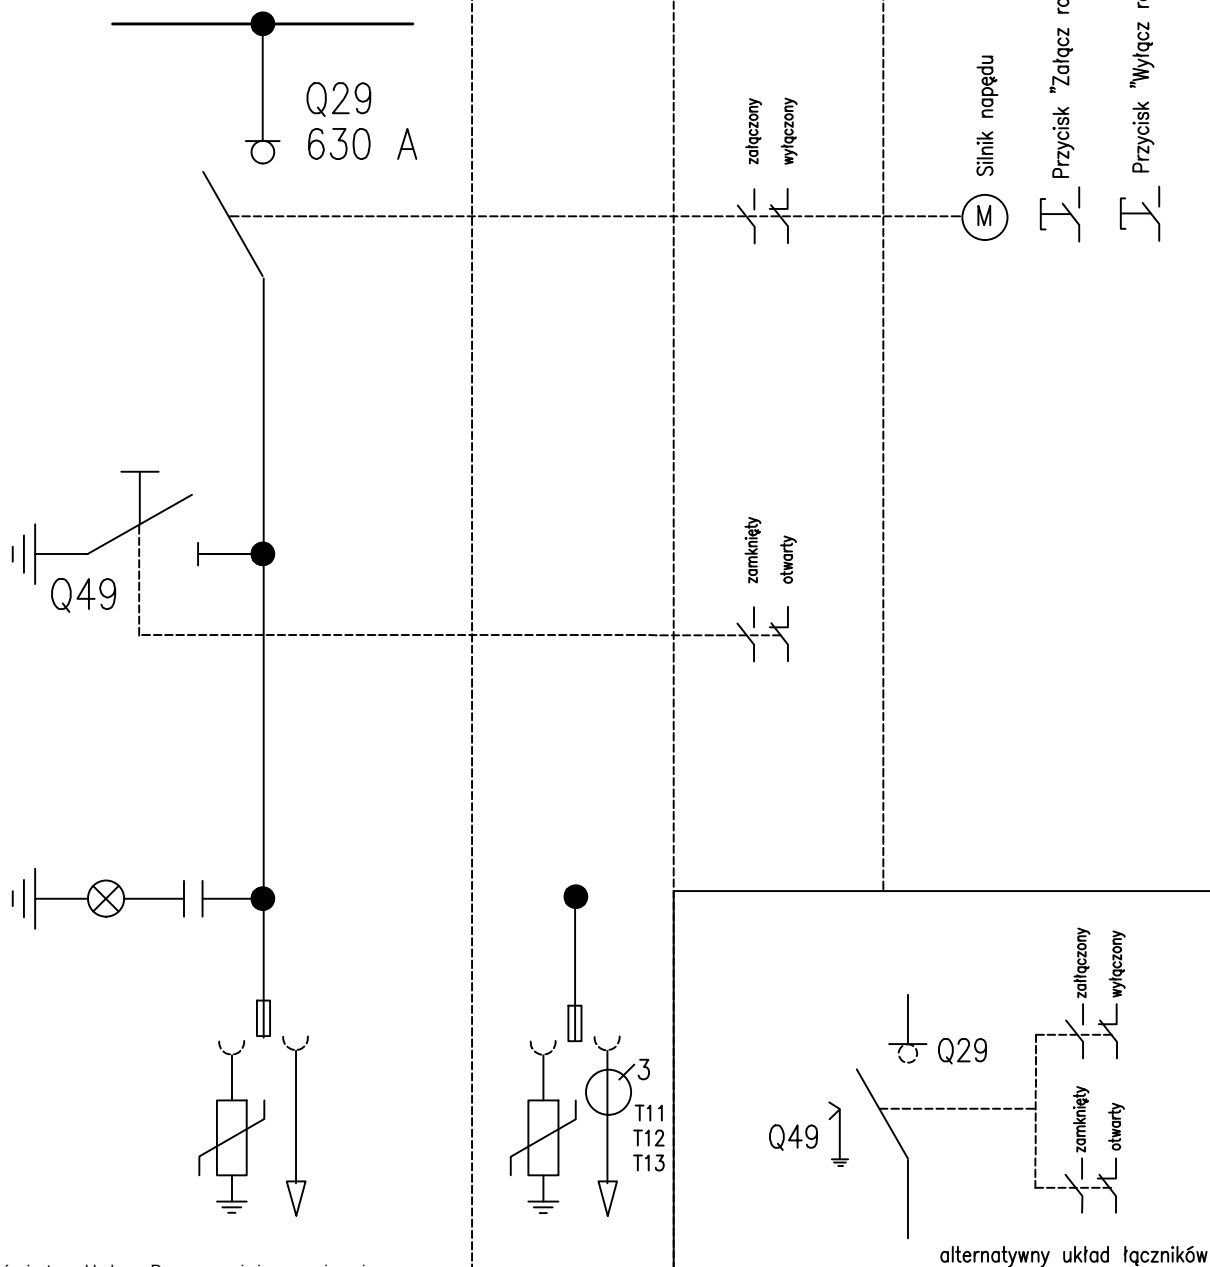 Q29
630 A
załączony
wyłączony
Silnik napędu
Przycisk "Załącz
Przycisk "Wyłącz
M
zamknięty
otwarty
Q49
3
T11
T12
T13
załłączony
wyłączony
Q29
Q49
zamknięty
otwarty
alternatywny układ łączników